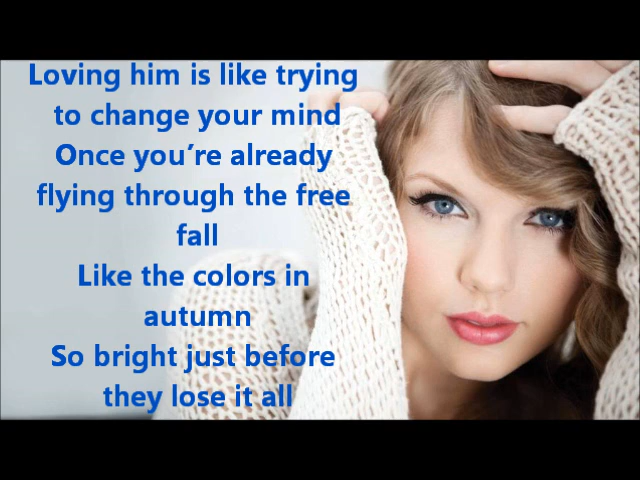 Loving him is like trying
to change your mind
Once you’re already
flying through the free
fall
Like the colors in
autumn
So bright just before
they lose it all